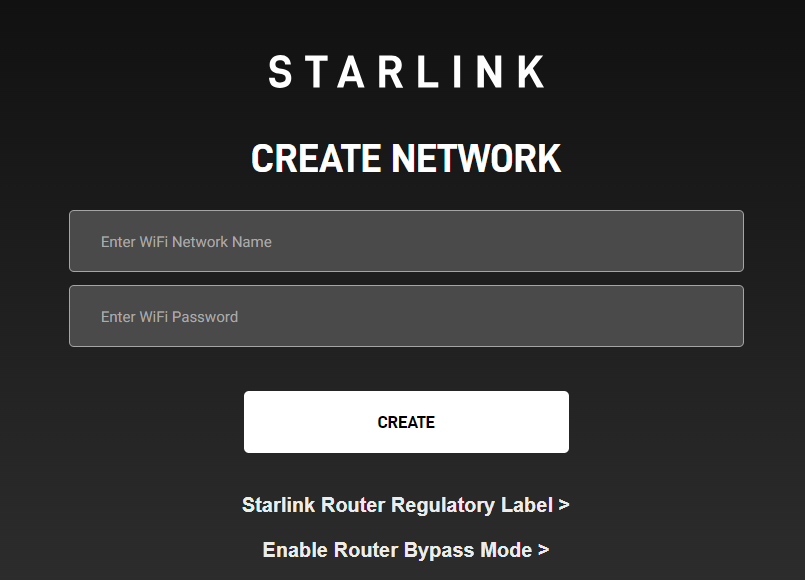 STARLINK
CREATE NETWORK
Enter WiFi Network Name
Enter WiFi Password
CREATE
Starlink Router Regulatory Label >
Enable Router Bypass Mode >